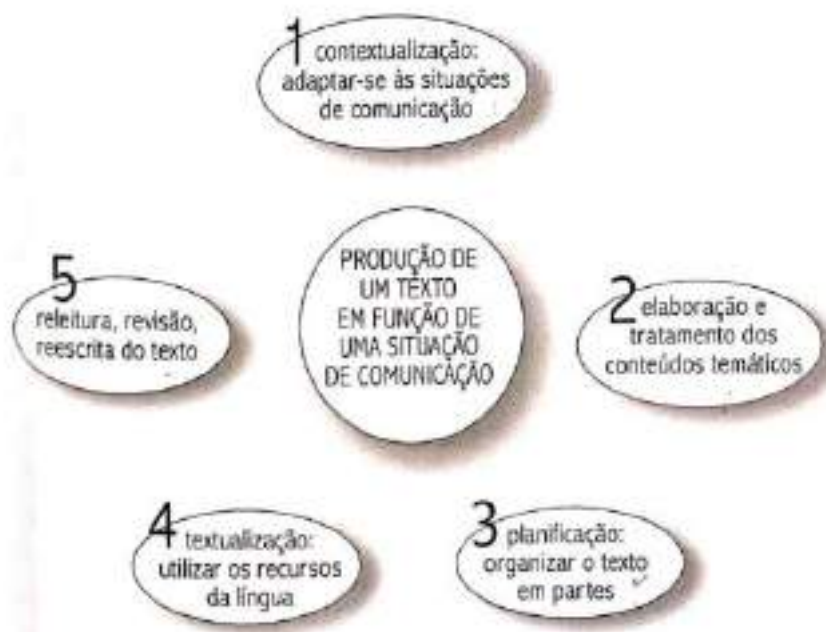 1 contextualização:
adaptar-se às situações
de comunicação
PRODUÇÃO DE
UM TEXTO
EM FUNÇÃO DE
UMA SITUAÇÃO
DE COMUNICAÇÃO
2 elaboração e
tratamento dos
conteúdos temáticos
3 planificação:
organizar o texto
em partes
4 textualização:
utilizar os recursos
da língua
5
releitura, revisão,
reescrita do texto